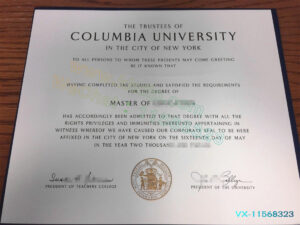 THE TRUSTEES OF
COLUMBIA UNIVERSITY
IN THE CITY OF NEW YORK
TO ALL PERSONS TO WHOM THESE PRESENTS MAY COME GREETING
BE IT KNOWN THAT
HAVING COMPLETED THE STUDIES AND SATISFIED THE REQUIREMENTS
FOR THE DEGREE OF
MASTER OF
HAS ACCORDINGLY BEEN ADMITTED TO THAT DEGREE WITH ALL THE
RIGHTS PRIVILEGES AND IMMUNITIES THEREUNTO APPERTAINING IN
WITNESS WHEREOF WE HAVE CAUSED OUR CORPORATE SEAL TO BE HERE
AFFIXED IN THE CITY OF NEW YORK ON THE SIXTEENTH DAY OF MAY
IN THE YEAR TWO THOUSAND
PRESIDENT OF TEACHERS COLLEGE
PRESIDENT OF THE UNIVERSITY
VX-11568323